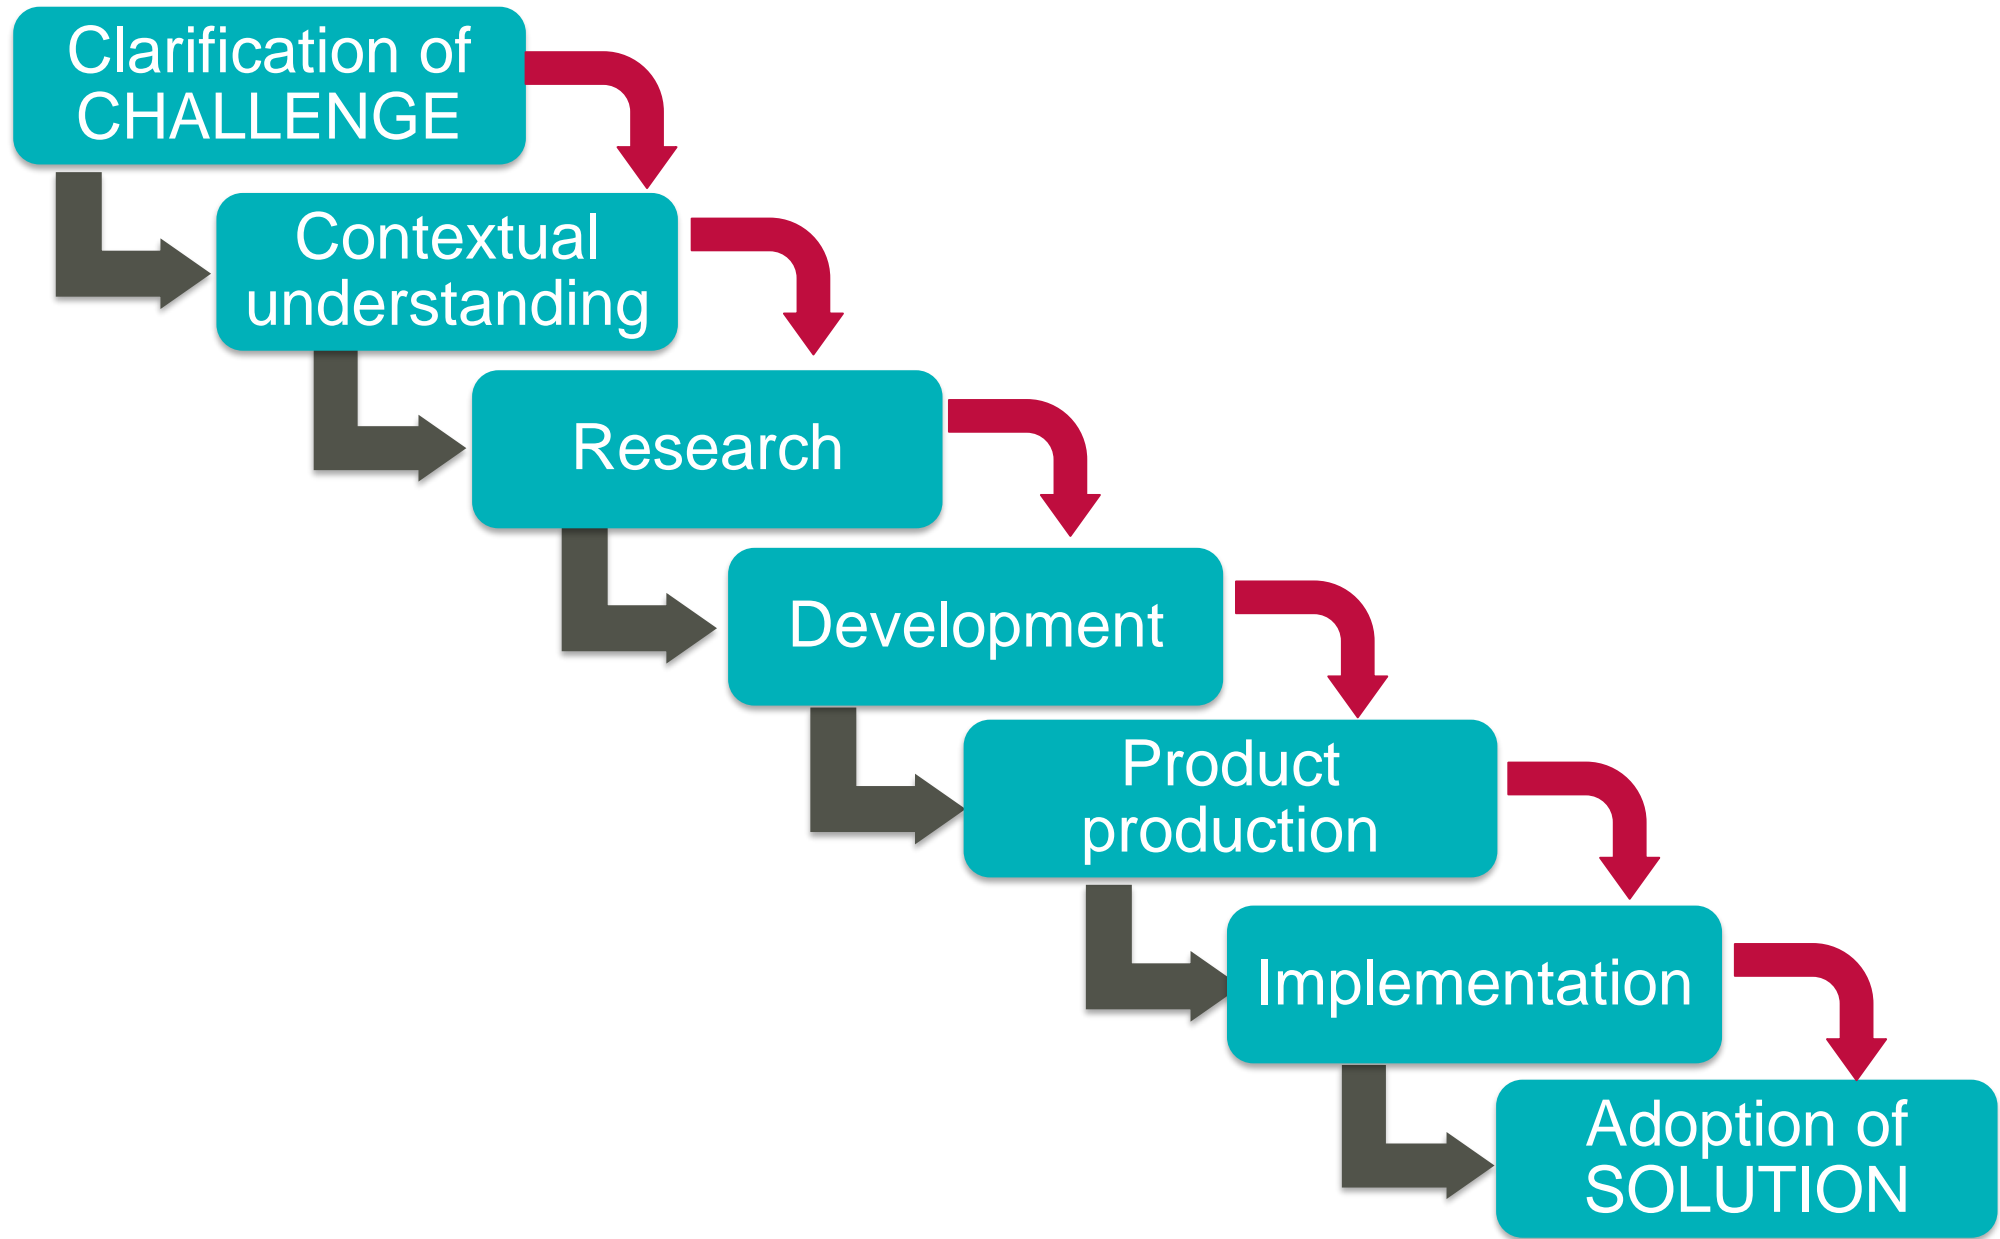 Clarification of
CHALLENGE
Contextual
understanding
Research
Development
Product
production
Implementation
Adoption of
SOLUTION